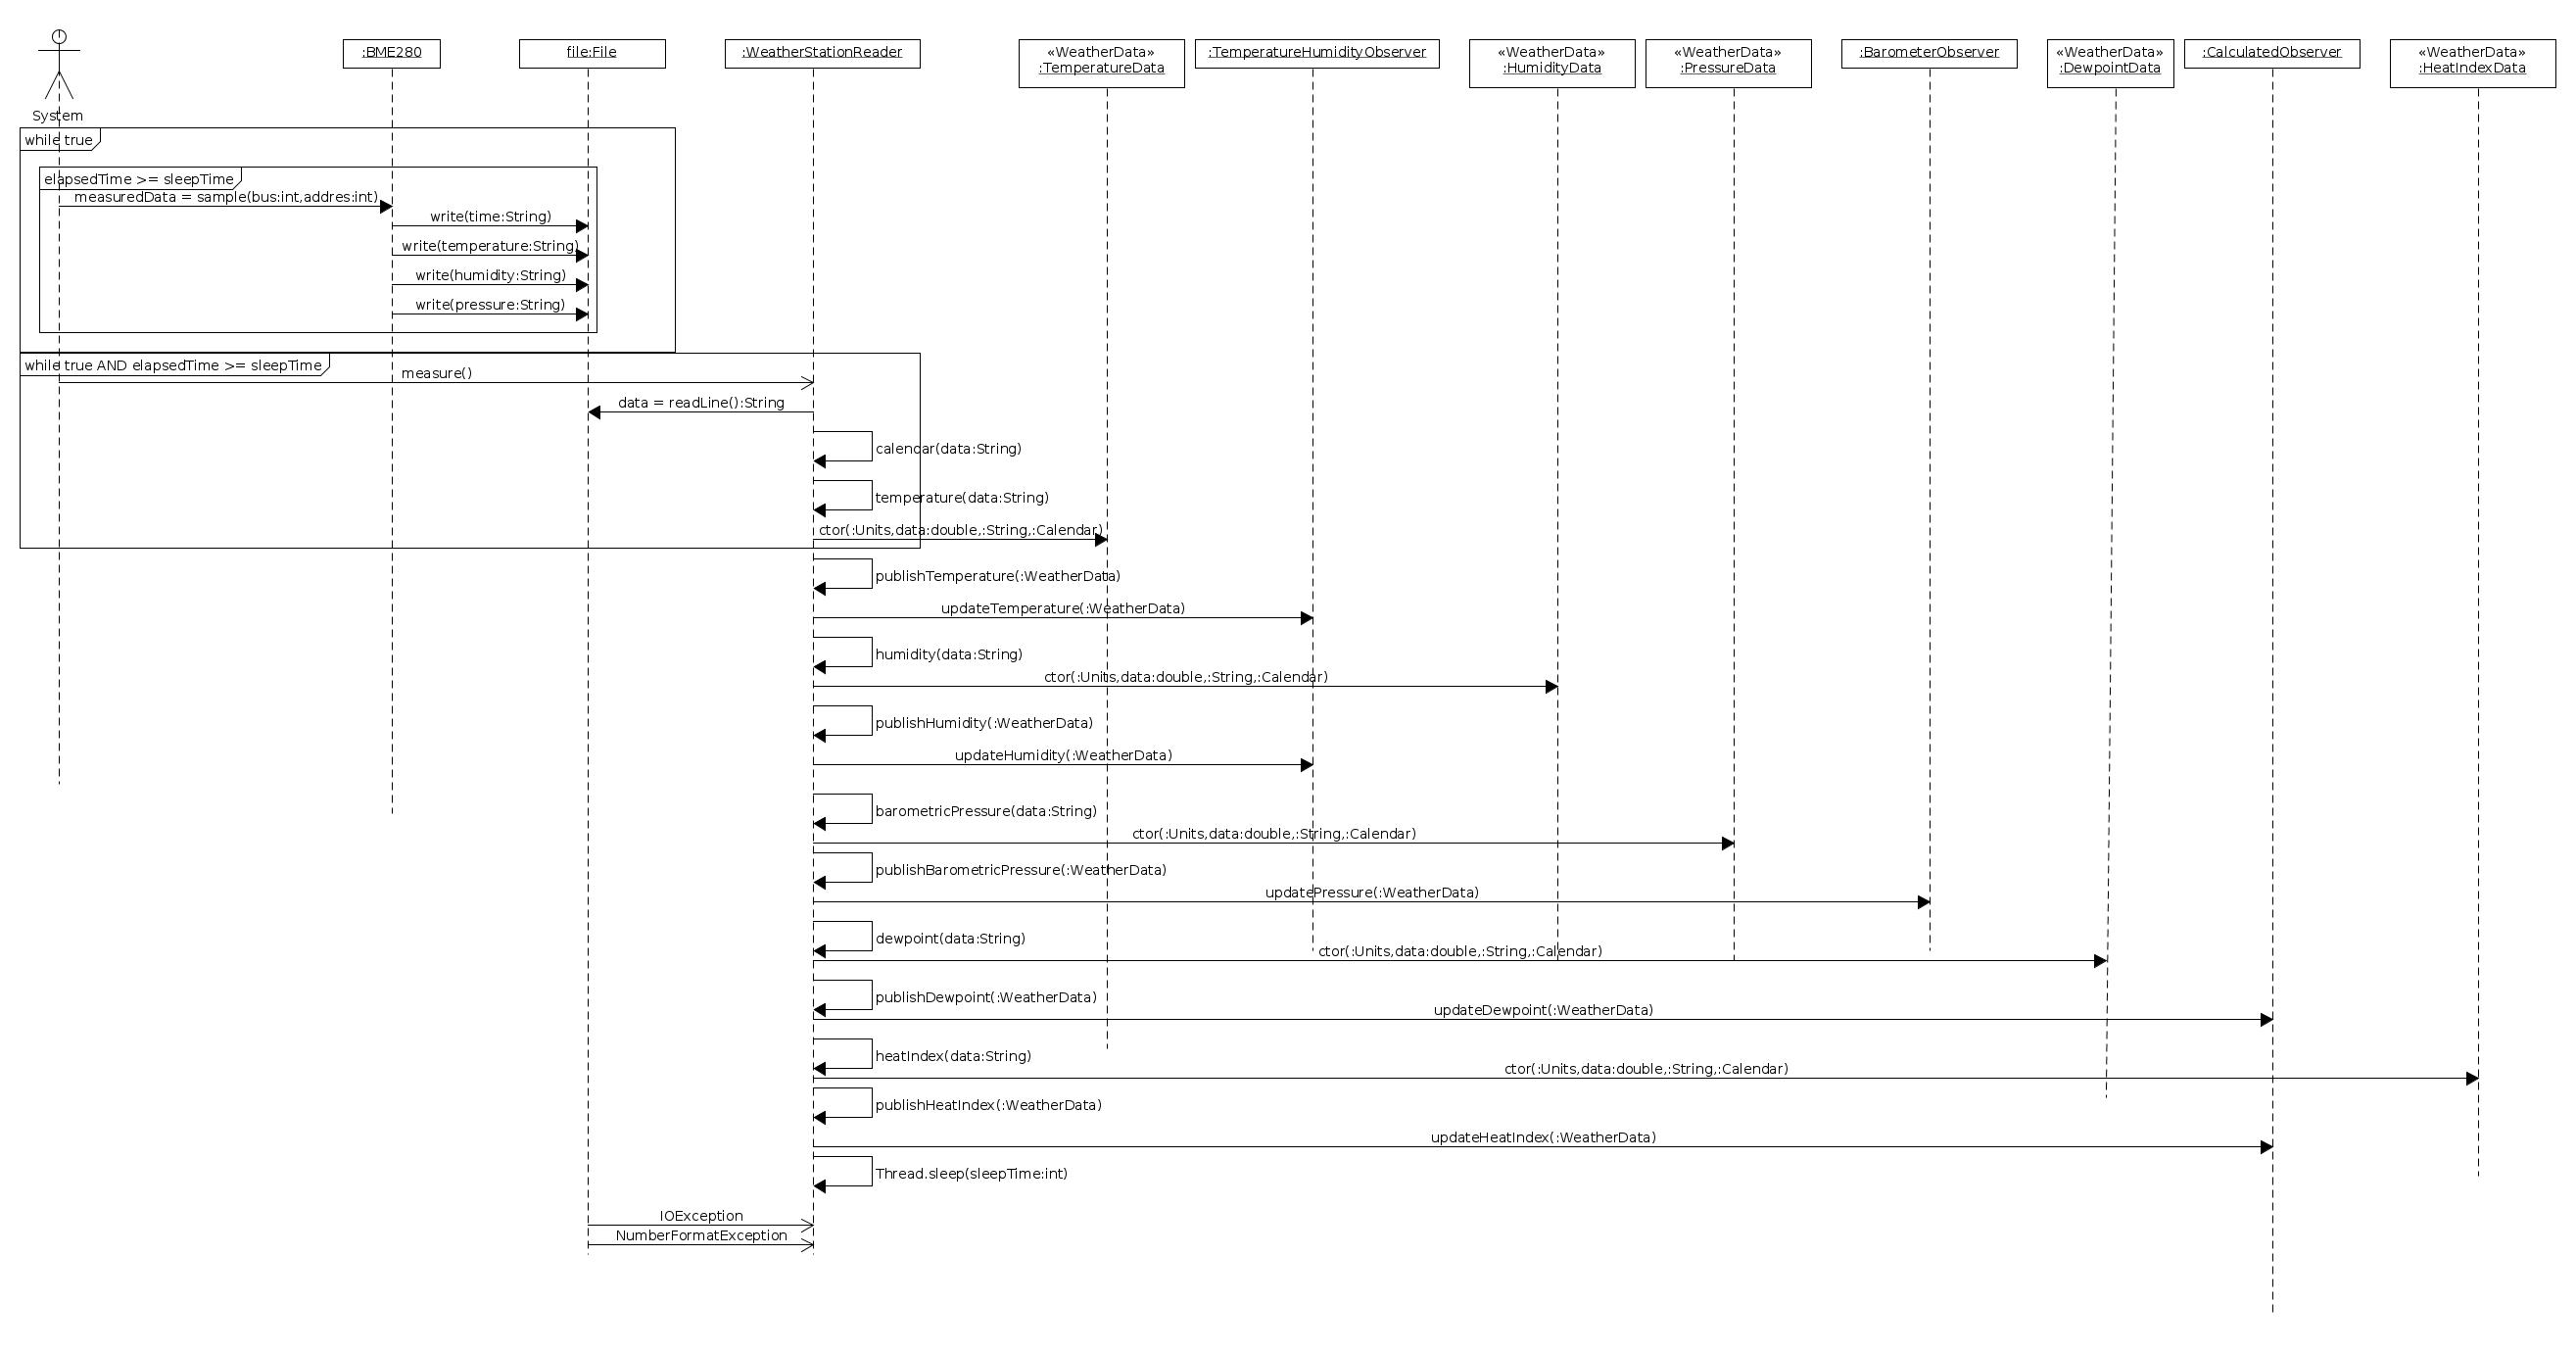 System
:BME280
file:File
:WeatherStationReader
«WeatherData»
:TemperatureData
:TemperatureHumidityObserver
«WeatherData»
:HumidityData
«WeatherData»
:PressureData
:BarometerObserver
«WeatherData»
:DewpointData
:CalculatedObserver
«WeatherData»
:HeatIndexData
while true
elapsedTime >= sleepTime
measuredData = sample(bus:int,addres:int)
write(time:String)
write(temperature:String)
write(humidity:String)
write(pressure:String)
while true AND elapsedTime >= sleepTime
measure()
data = readLine():String
calendar(data:String)
temperature(data:String)
ctor(:Units,data:double,:String,:Calendar)
publishTemperature(:WeatherData)
updateTemperature(:WeatherData)
humidity(data:String)
ctor(:Units,data:double,:String,:Calendar)
publishHumidity(:WeatherData)
updateHumidity(:WeatherData)
barometricPressure(data:String)
ctor(:Units,data:double,:String,:Calendar)
publishBarometricPressure(:WeatherData)
updatePressure(:WeatherData)
dewpoint(data:String)
ctor(:Units,data:double,:String,:Calendar)
publishDewpoint(:WeatherData)
updateDewpoint(:WeatherData)
heatIndex(data:String)
ctor(:Units,data:double,:String,:Calendar)
publishHeatIndex(:WeatherData)
updateHeatIndex(:WeatherData)
Thread.sleep(sleepTime:int)
IOException
NumberFormatException